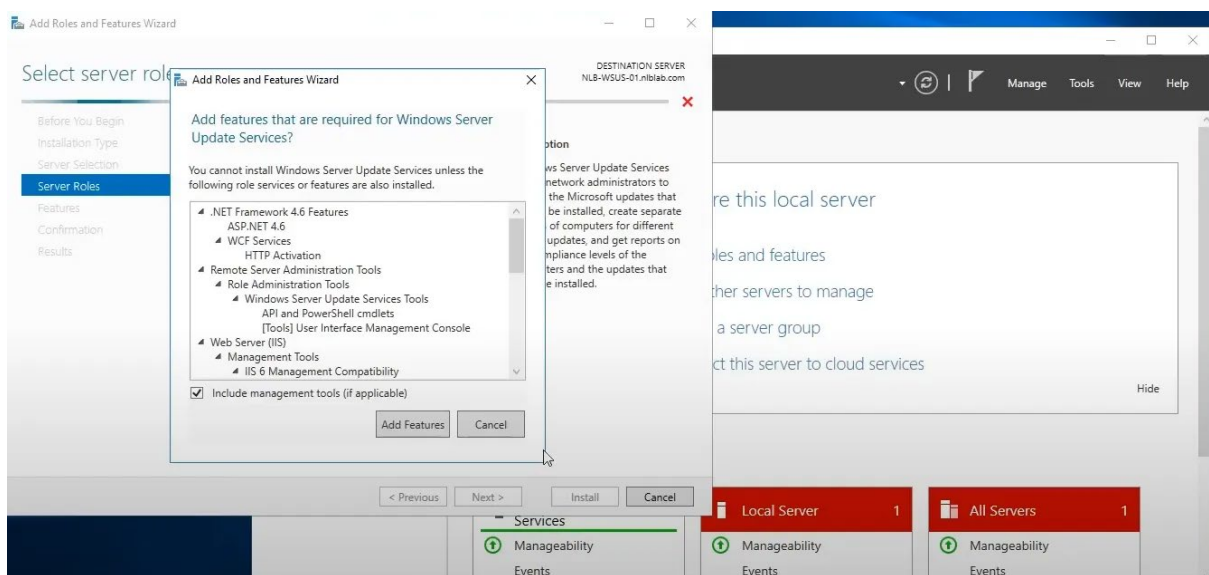 Add Roles and Features Wizard
Select server role
DESTINATION SERVER
NLB-WSUS-01.nlblab.com
Before You Begin
Installation Type
Server Selection
Server Roles
Features
Confirmation
Results
Add Roles and Features Wizard
Add features that are required for Windows Server
Update Services?
You cannot install Windows Server Update Services unless the
following role services or features are also installed.
.NET Framework 4.6 Features
ASP.NET 4.6
WCF Services
HTTP Activation
Remote Server Administration Tools
Role Administration Tools
Windows Server Update Services Tools
API and PowerShell cmdlets
[Tools] User Interface Management Console
Web Server (IIS)
Management Tools
IIS 6 Management Compatibility
Include management tools (if applicable)
Add Features Cancel
ption
ws Server Update Services
network administrators to
the Microsoft updates that
be installed, create separate
of computers for different
updates, and get reports on
mpliance levels of the
ters and the updates that
e installed.
< Previous Next > Install Cancel
Manage Tools View Help
re this local server
les and features
her servers to manage
a server group
ct this server to cloud services
Hide
Services
Manageability
Events
Local Server 1
Manageability
Events
All Servers 1
Manageability
Events